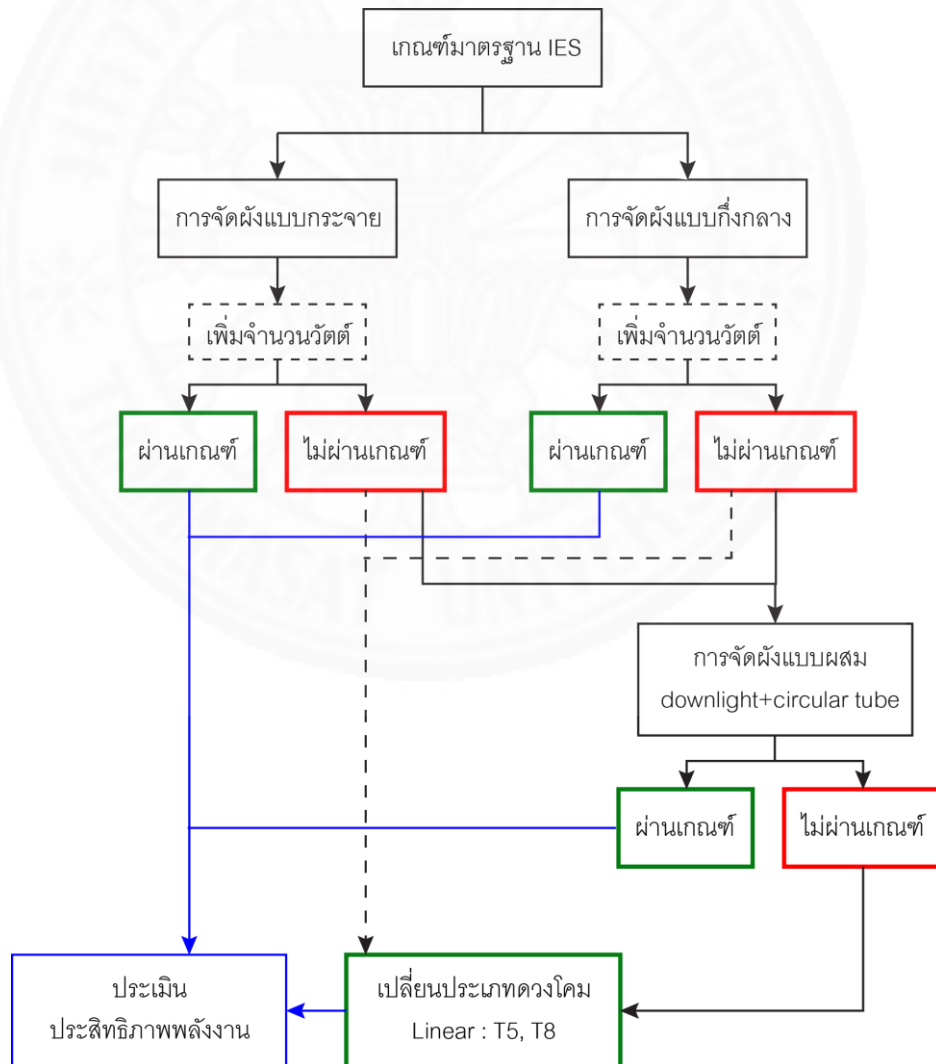 เกณฑ์มาตรฐาน IES
การจัดผังแบบกระจาย
การจัดผังแบบกึ่งกลาง
เพิ่มจำนวนวัตต์
เพิ่มจำนวนวัตต์
ผ่านเกณฑ์
ไม่ผ่านเกณฑ์
ผ่านเกณฑ์
ไม่ผ่านเกณฑ์
การจัดผังแบบผสม
downlight+circular tube
ผ่านเกณฑ์
ไม่ผ่านเกณฑ์
ประเมิน
ประสิทธิภาพพลังงาน
เปลี่ยนประเภทดวงโคม
Linear : T5, T8